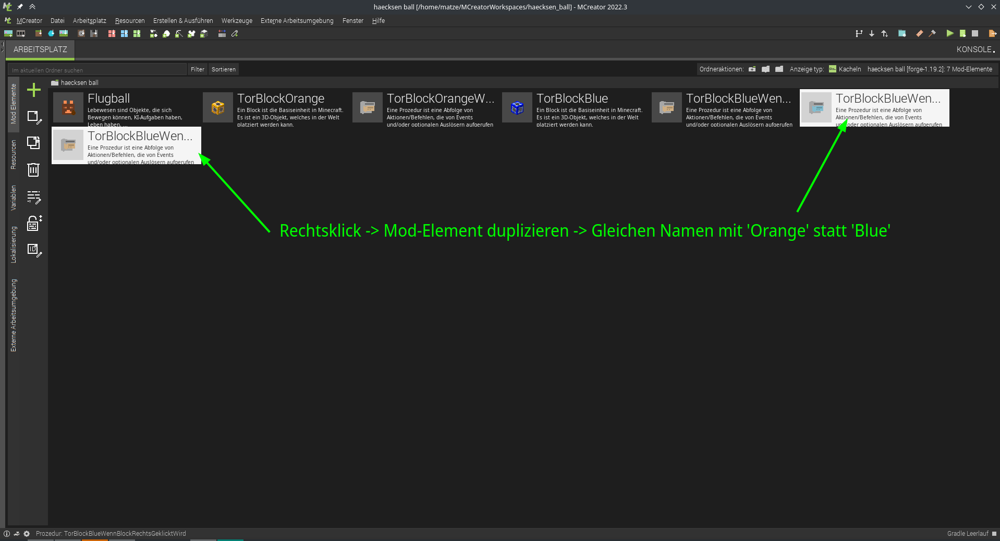 haecksen ball [/home/matze/MCreatorWorkspaces/haecksen_ball] - MCreator 2022.3
MCreator Datei Arbeitsplatz Resourcen Erstellen & Ausführen Werkzeuge Externe Arbeitsumgebung Fenster Hilfe
ARBEITSPLATZ
KONSOLE
Im aktuellen Ordner suchen
Filter
Sortieren
Ordneraktionen:
Anzeige typ:
Kacheln
haecksen ball [forge-1.19.2]: 7 Mod-Elemente
Mod Elemente
Resourcen
Variablen
Lokalisierung
Externe Arbeitsumgebung
haecksen ball
Flugball
Lebewesen sind Objekte, die sich
Bewegen können, KI-Aufgaben haben,
Leben haben, ...
TorBlockOrange
Ein Block ist die Basiseinheit in Minecraft.
Es ist ein 3D-Objekt, welches in der Welt
platziert werden kann.
TorBlockOrangeW...
Eine Prozedur ist eine Abfolge von
Aktionen/Befehlen, die von Events
und/oder optionalen Auslösern aufgerufen
TorBlockBlue
Ein Block ist die Basiseinheit in Minecraft.
Es ist ein 3D-Objekt, welches in der Welt
platziert werden kann.
TorBlockBlueWen...
Eine Prozedur ist eine Abfolge von
Aktionen/Befehlen, die von Events
und/oder optionalen Auslösern aufgerufen
TorBlockBlueWen...
Eine Prozedur ist eine Abfolge von
Aktionen/Befehlen, die von Events
und/oder optionalen Auslösern aufgerufen
TorBlockBlueWen...
Eine Prozedur ist eine Abfolge von
Aktionen/Befehlen, die von Events
und/oder optionalen Auslösern aufgerufen
Rechtsklick -> Mod-Element duplizieren -> Gleichen Namen mit 'Orange' statt 'Blue'
Prozedur: TorBlockBlueWennBlockRechtsGeklicktWird
Gradle Leerlauf